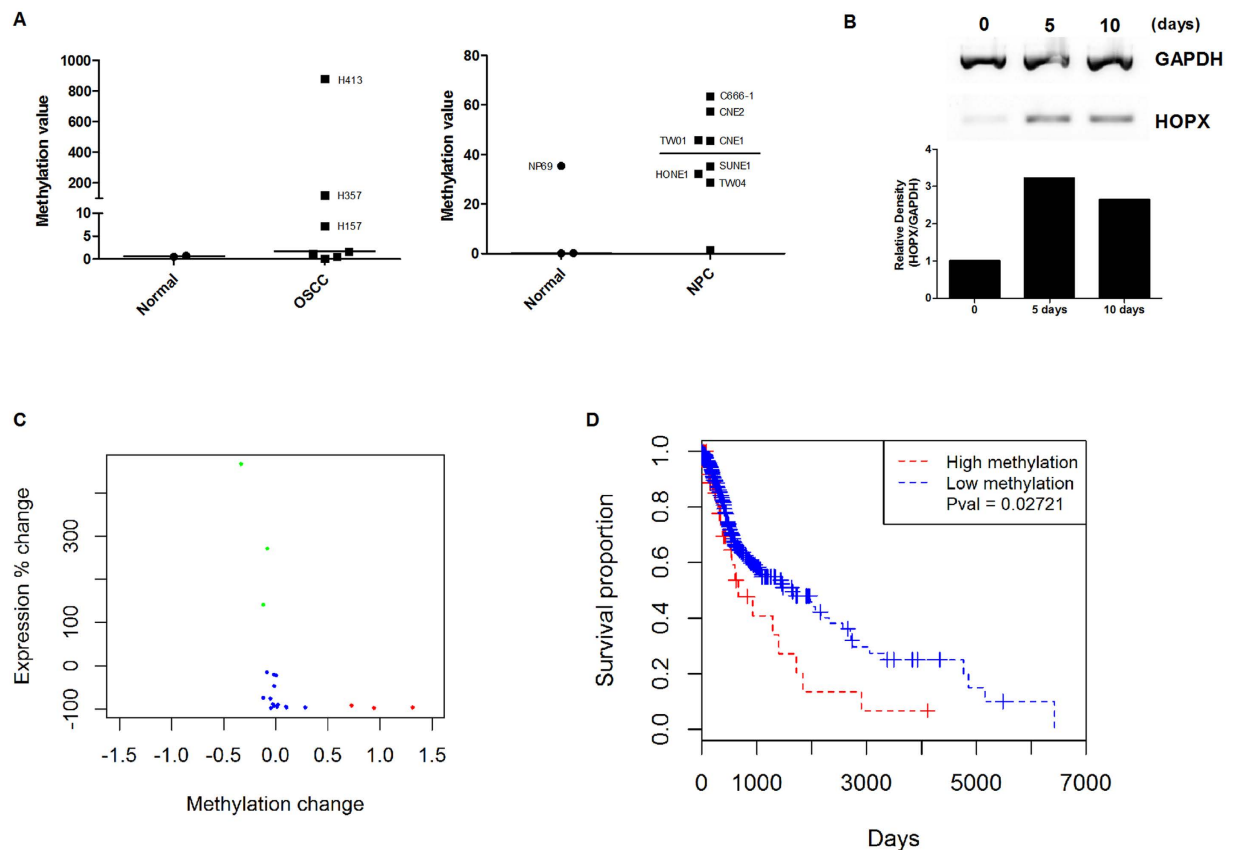 A
Methylation value
1000
800
600
400
200
10
5
0
H413
H357
H157
Normal
OSCC
Methylation value
80
60
40
20
0
NP69
C666-1
CNE2
TW01
CNE1
SUNE1
HONE1
TW04
Normal
NPC
B
0 5 10 (days)
GAPDH
HOPX
Relative Density
(HOPX/GAPDH)
4
3
2
1
0
0 5 days 10 days
C
Expression % change
300
100
0
-100
-1.5 -1.0 -0.5 0.0 0.5 1.0 1.5
Methylation change
D
Survival proportion
1.0
0.8
0.6
0.4
0.2
0.0
High methylation
Low methylation
Pval = 0.02721
0 1000 3000 5000 7000
Days